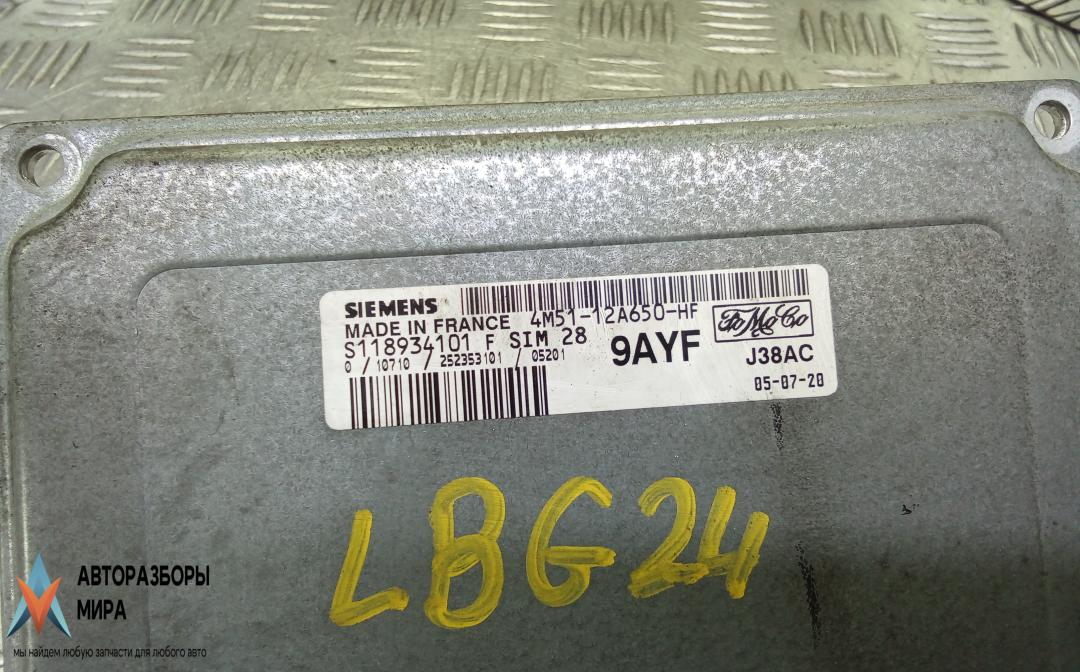 SIEMENS
MADE IN FRANCE 4M51-12A650-HF
S118934101 F SIM 28
0 / 10710 / 252353101 / 05201
9AYF
FoMoCo
J38AC
05-07-20
LBG24
АВТОРАЗБОРЫ
МИРА
мы найдем любую запчасти для любого авто